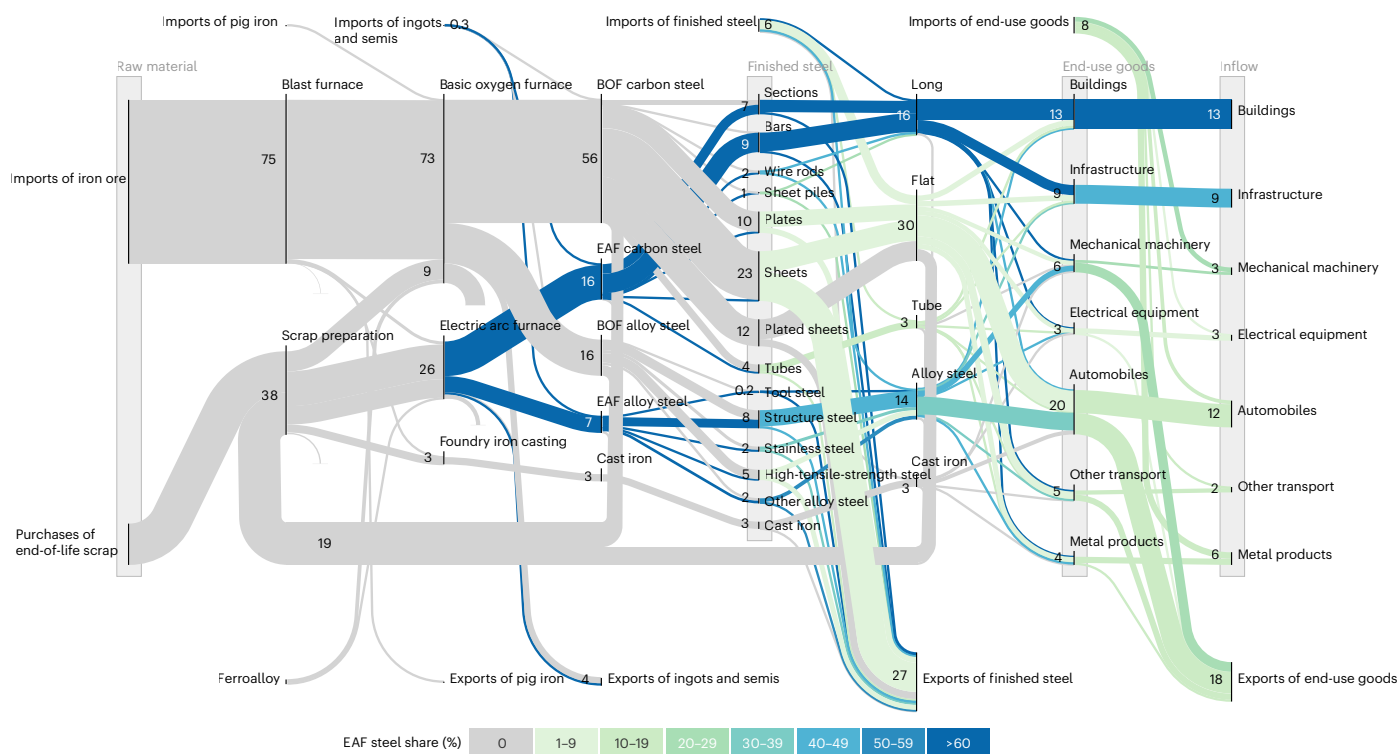 Imports of pig iron
Imports of ingots
and semis
0.3
Imports of finished steel
6
Imports of end-use goods
8
Raw material
Finished steel
End-use goods
Inflow
Blast furnace
Basic oxygen furnace
BOF carbon steel
Sections
Long
Buildings
7
16
13
13
Buildings
Bars
9
75
73
56
Imports of iron ore
2
Wire rods
Infrastructure
1
Sheet piles
Flat
9
9
Infrastructure
10
Plates
30
EAF carbon steel
Mechanical machinery
9
23
Sheets
6
3
Mechanical machinery
16
Tube
Electrical equipment
Scrap preparation
Electric arc furnace
BOF alloy steel
12
Plated sheets
3
3
3
Electrical equipment
16
26
4
Tubes
Alloy steel
Automobiles
38
0.2
Tool steel
EAF alloy steel
14
20
12
Automobiles
7
8
Structure steel
Foundry iron casting
2
Stainless steel
3
Cast iron
Cast iron
3
5
High-tensile-strength steel
Other transport
3
5
2
Other transport
2
Other alloy steel
3
Cast iron
Purchases of
end-of-life scrap
19
Metal products
4
6
Metal products
Ferroalloy
Exports of pig iron
4
Exports of ingots and semis
27
Exports of finished steel
18
Exports of end-use goods
EAF steel share (%)
0
1–9
10–19
20–29
30–39
40–49
50–59
>60